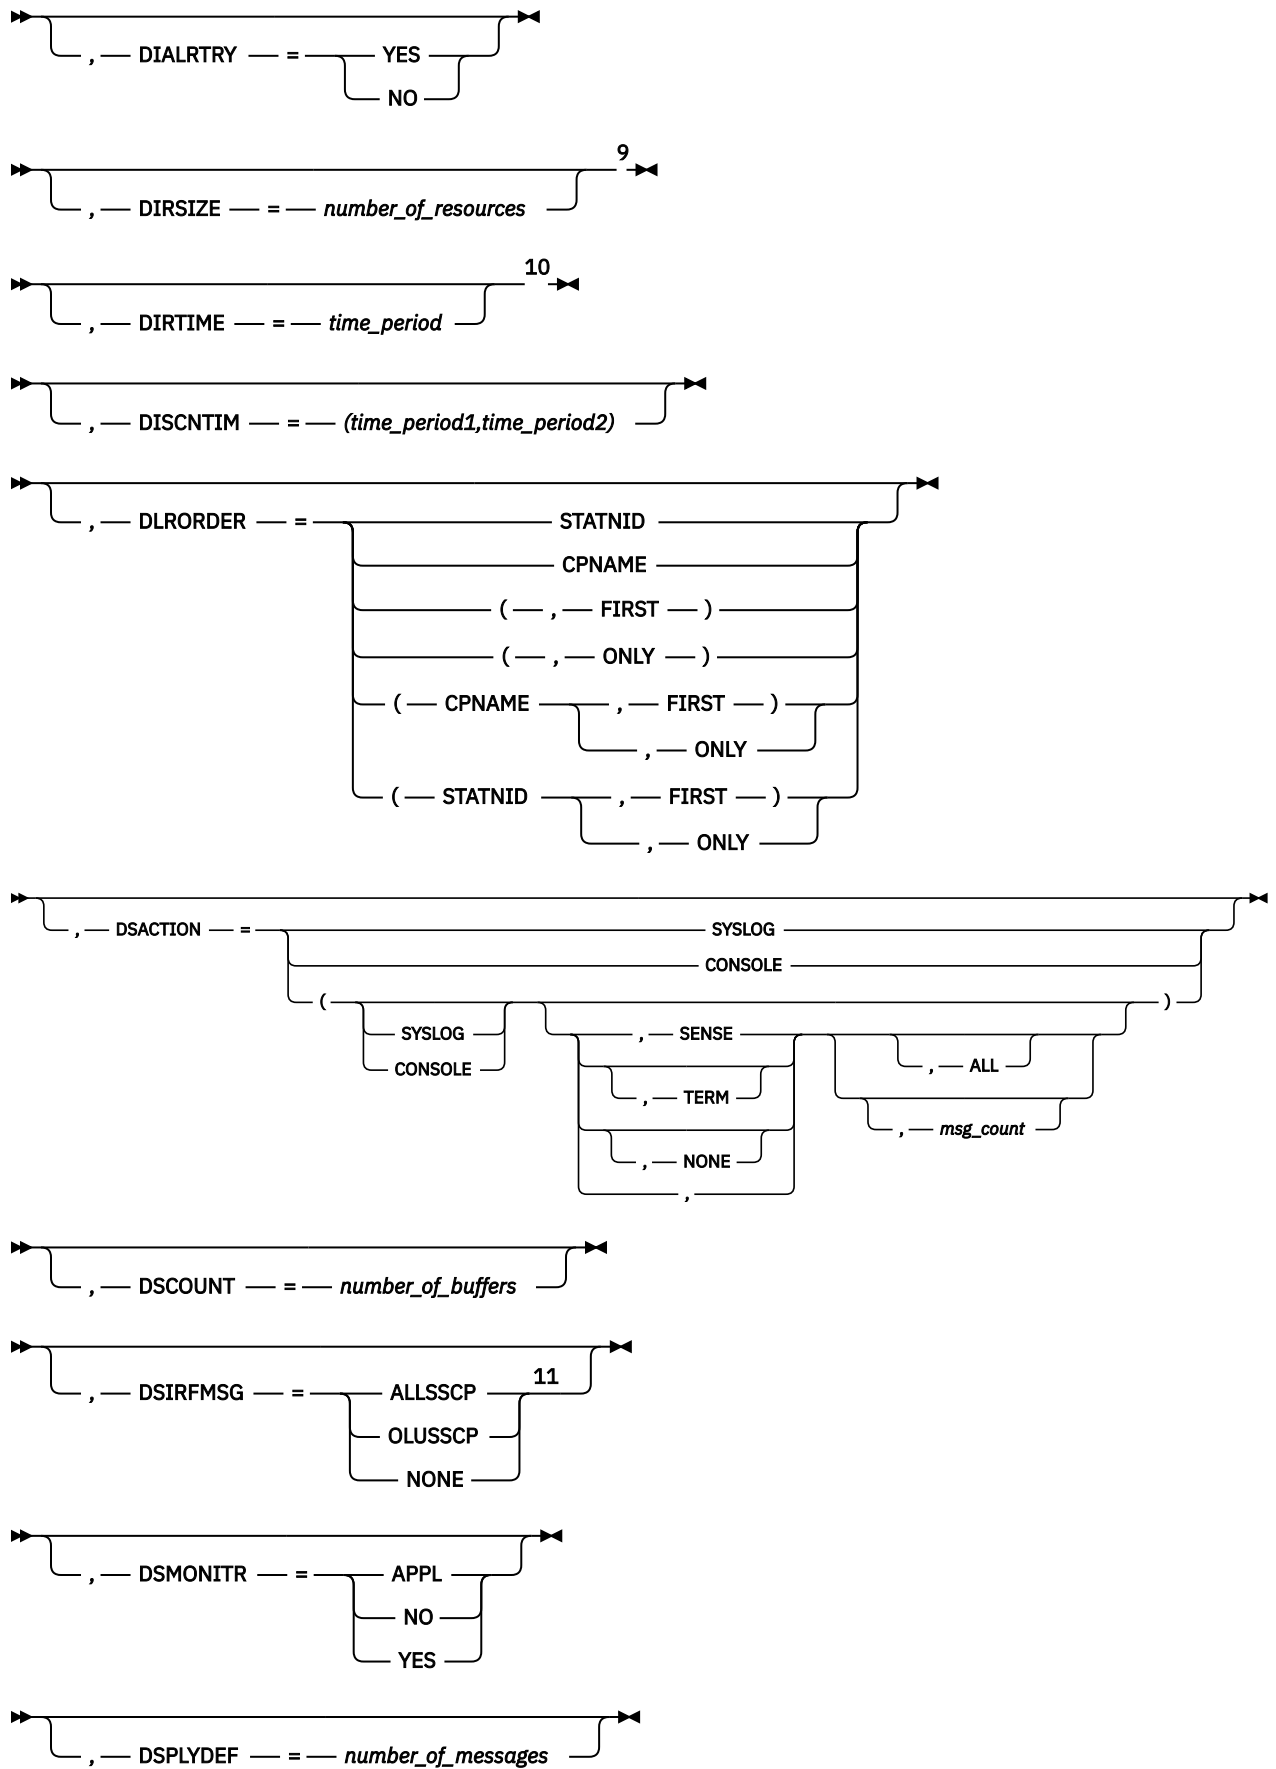 , DIALRTRY = YES
NO
9
, DIRSIZE = number_of_resources
10
, DIRTIME = time_period
, DISCNTIM = (time_period1,time_period2)
, DLRORDER = STATNID
CPNAME
( , FIRST )
( , ONLY )
( CPNAME , FIRST )
, ONLY
( STATNID , FIRST )
, ONLY
, DSACTION = SYSLOG
CONSOLE
( )
SYSLOG , SENSE
CONSOLE , ALL
, TERM
, msg_count
, NONE
,
, DSCOUNT = number_of_buffers
11
, DSIRFMSG = ALLSSCP
OLUSSCP
NONE
, DSMONITR = APPL
NO
YES
, DSPLYDEF = number_of_messages